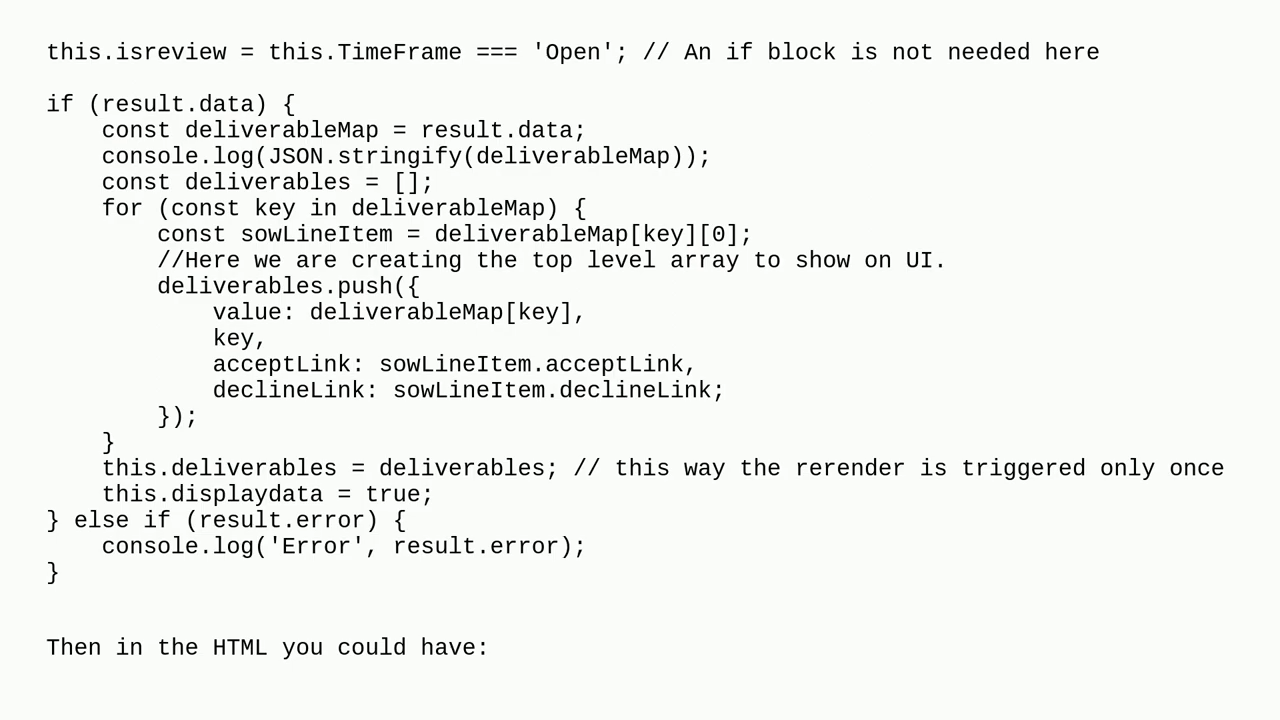 this.isreview = this.TimeFrame === 'Open'; // An if block is not needed here

if (result.data) {
    const deliverableMap = result.data;
    console.log(JSON.stringify(deliverableMap));
    const deliverables = [];
    for (const key in deliverableMap) {
        const sowLineItem = deliverableMap[key][0];
        //Here we are creating the top level array to show on UI.
        deliverables.push({
            value: deliverableMap[key],
            key,
            acceptLink: sowLineItem.acceptLink,
            declineLink: sowLineItem.declineLink;
        });
    }
    this.deliverables = deliverables; // this way the rerender is triggered only once
    this.displaydata = true;
} else if (result.error) {
    console.log('Error', result.error);
}

Then in the HTML you could have: